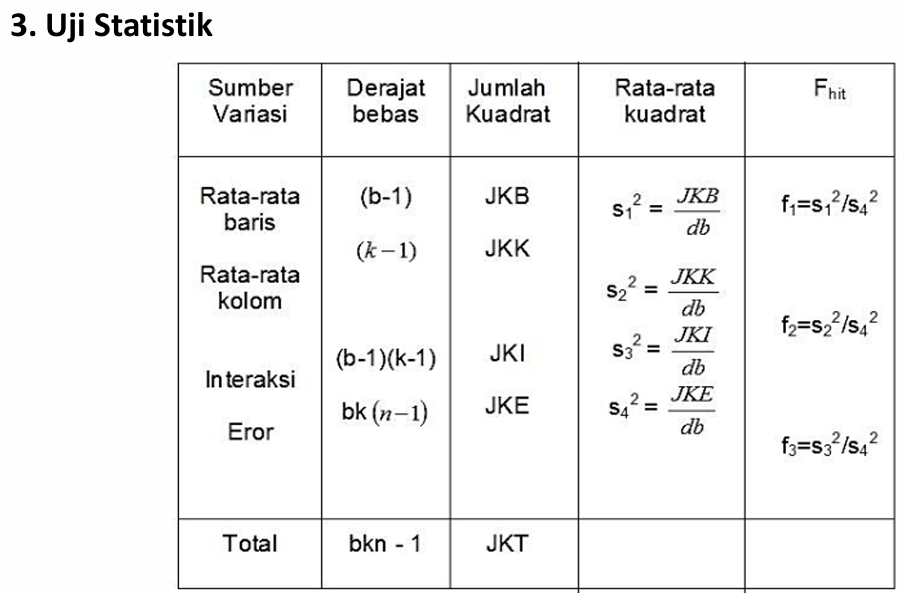 3. Uji Statistik
Sumber Variasi | Derajat bebas | Jumlah Kuadrat | Rata-rata kuadrat | Fhit
Rata-rata baris | (b-1) | JKB | s₁² = JKB/db | f₁=s₁²/s₄²
Rata-rata kolom | (k−1) | JKK | s₂² = JKK/db | f₂=s₂²/s₄²
Interaksi | (b-1)(k-1) | JKI | s₃² = JKI/db | f₃=s₃²/s₄²
Eror | bk (n−1) | JKE | s₄² = JKE/db
Total | bkn - 1 | JKT